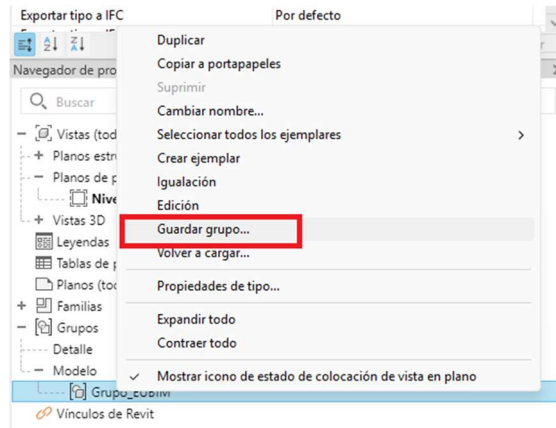 Exportar tipo a IFC Por defecto
Navegador de pro
Buscar
Vistas (tod
Planos estr
Planos de p
Nive
Vistas 3D
Leyendas
Tablas de p
Planos (tod
Familias
Grupos
Detalle
Modelo
Grupo_EUBIM
Vínculos de Revit
Duplicar
Copiar a portapapeles
Suprimir
Cambiar nombre...
Seleccionar todos los ejemplares
Crear ejemplar
Igualación
Edición
Guardar grupo...
Volver a cargar...
Propiedades de tipo...
Expandir todo
Contraer todo
Mostrar icono de estado de colocación de vista en plano